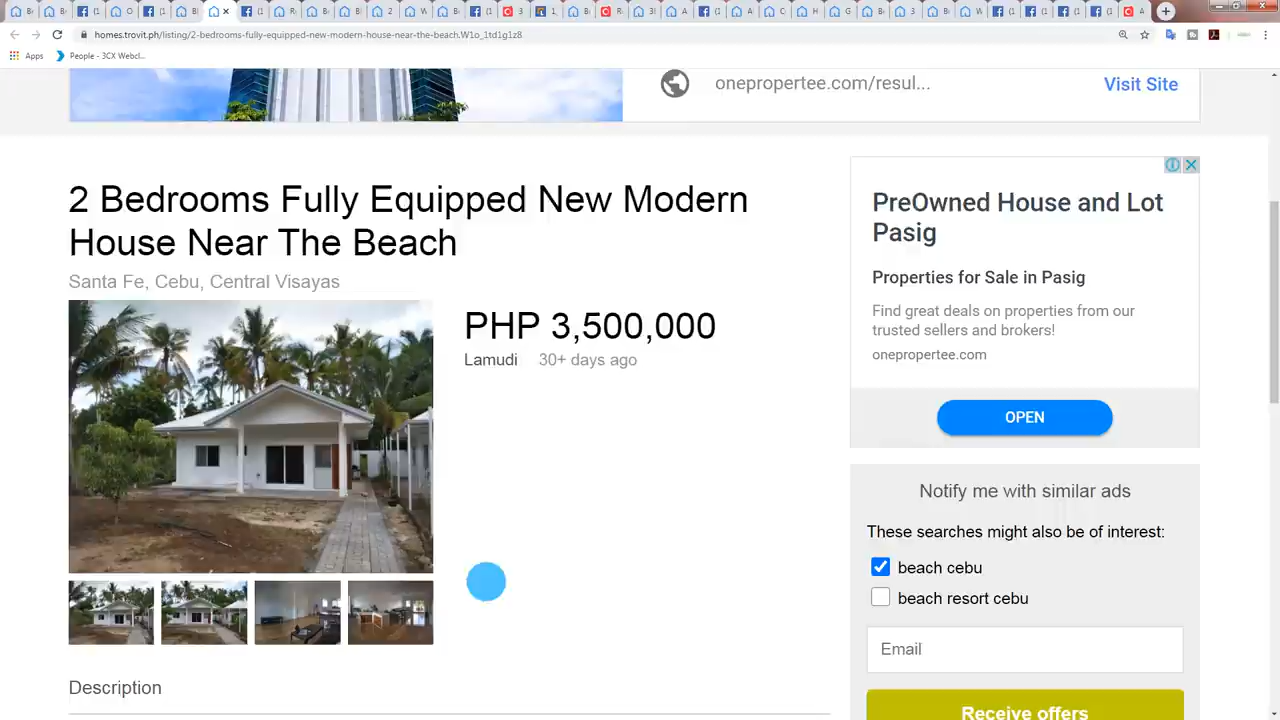 homes.trovit.ph/listing/2-bedrooms-fully-equipped-new-modern-house-near-the-beach.W1o_1td1g1z8
Apps
People - 3CX Webcl...
onepropertee.com/resul...
Visit Site
2 Bedrooms Fully Equipped New Modern
House Near The Beach
Santa Fe, Cebu, Central Visayas
PHP 3,500,000
Lamudi 30+ days ago
Description
PreOwned House and Lot
Pasig
Properties for Sale in Pasig
Find great deals on properties from our
trusted sellers and brokers!
onepropertee.com
OPEN
Notify me with similar ads
These searches might also be of interest:
beach cebu
beach resort cebu
Email
Receive offers